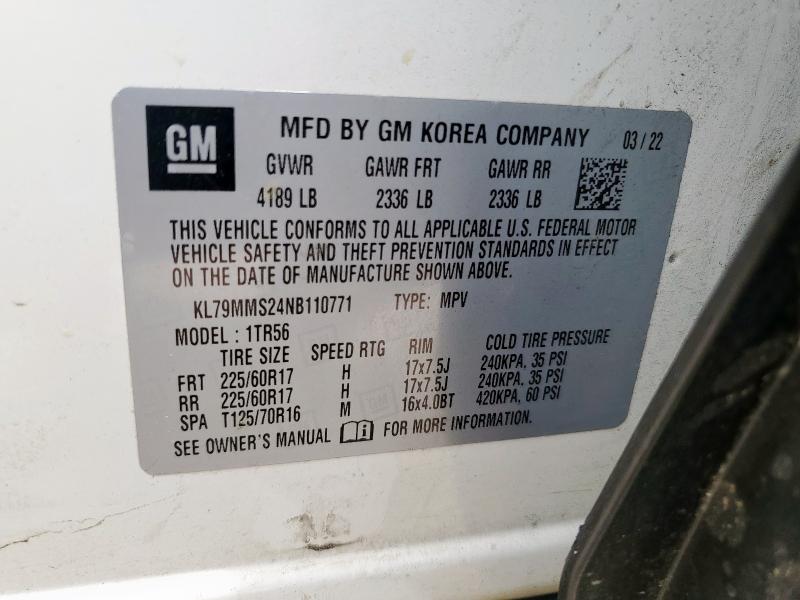 GM
MFD BY GM KOREA COMPANY 03/22
GVWR GAWR FRT GAWR RR
4189 LB 2336 LB 2336 LB
THIS VEHICLE CONFORMS TO ALL APPLICABLE U.S. FEDERAL MOTOR
VEHICLE SAFETY AND THEFT PREVENTION STANDARDS IN EFFECT
ON THE DATE OF MANUFACTURE SHOWN ABOVE.
KL79MMS24NB110771 TYPE: MPV
MODEL : 1TR56
TIRE SIZE SPEED RTG RIM COLD TIRE PRESSURE
FRT 225/60R17 H 17x7.5J 240KPA, 35 PSI
RR 225/60R17 H 17x7.5J 240KPA, 35 PSI
SPA T125/70R16 M 16x4.0BT 420KPA, 60 PSI
SEE OWNER'S MANUAL FOR MORE INFORMATION.